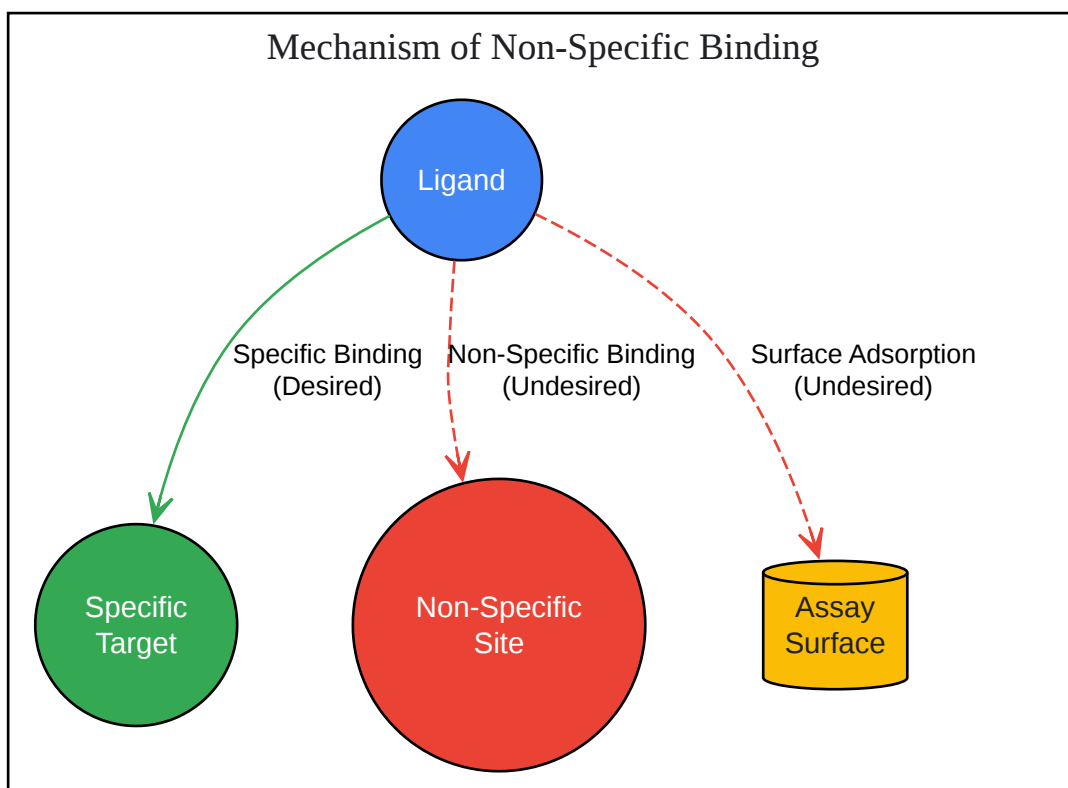 Mechanism of Non-Specific Binding
Ligand
Specific Binding
(Desired)
Non-Specific Binding
(Undesired)
Surface Adsorption
(Undesired)
Specific
Target
Non-Specific
Site
Assay
Surface